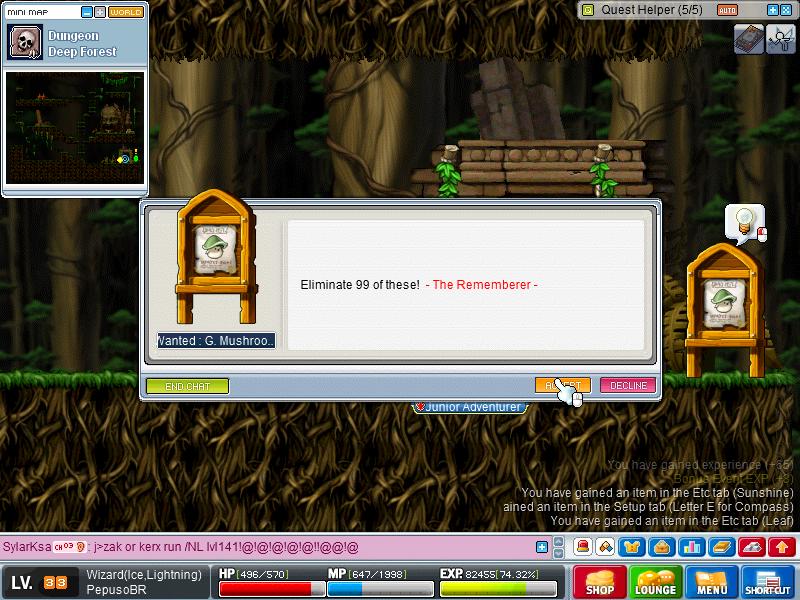 MINI MAP
WORLD
Dungeon
Deep Forest
Quest Helper (5/5)
AUTO
Eliminate 99 of these! - The Rememberer -
Wanted : G. Mushroo..
END CHAT
DECLINE
Junior Adventurer
You have gained experience (+35)
Bonus Event EXP (+3)
You have gained an item in the Etc tab (Sunshine)
ained an item in the Setup tab (Letter E for Compass)
You have gained an item in the Etc tab (Leaf)
SylarKsa CH 03 : j>zak or kerx run /NL lvl141!@!@!@!@!!@@!@
LV. 33
Wizard(Ice,Lightning)
PepusoBR
HP[496/570]
MP[647/1998]
EXP. 82455[74.32%]
SHOP
LOUNGE
MENU
SHORTCUT